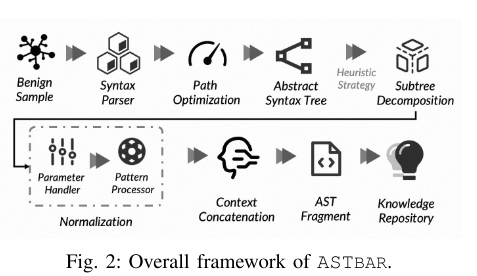 Benign
Sample
Syntax
Parser
Path
Optimization
Abstract
Syntax Tree
Heuristic
Strategy
Subtree
Decomposition
Parameter
Handler
Pattern
Processor
Normalization
Context
Concatenation
AST
Fragment
Knowledge
Repository
Fig. 2: Overall framework of ASTBAR.